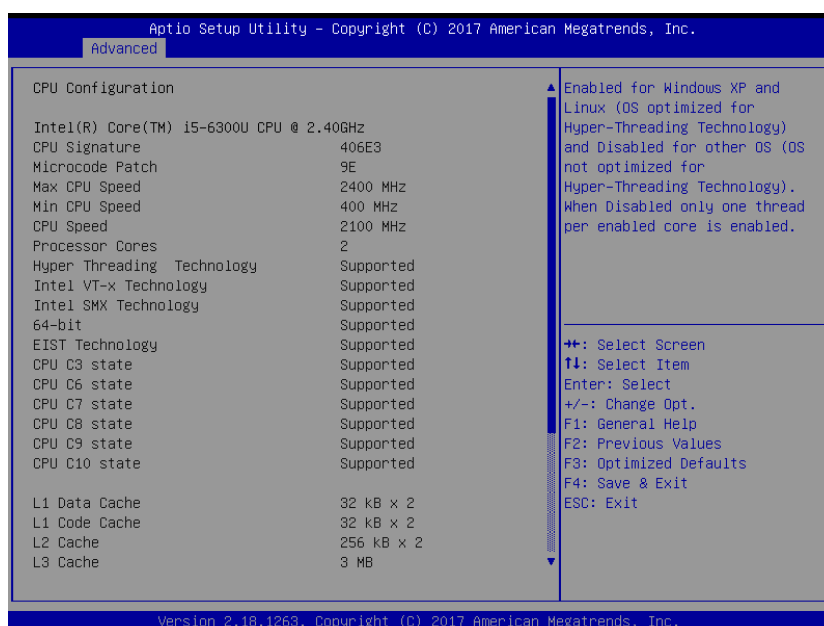 Aptio Setup Utility – Copyright (C) 2017 American Megatrends, Inc.
Advanced
CPU Configuration
Intel(R) Core(TM) i5-6300U CPU @ 2.40GHz
CPU Signature 406E3
Microcode Patch 9E
Max CPU Speed 2400 MHz
Min CPU Speed 400 MHz
CPU Speed 2100 MHz
Processor Cores 2
Hyper Threading Technology Supported
Intel VT-x Technology Supported
Intel SMX Technology Supported
64-bit Supported
EIST Technology Supported
CPU C3 state Supported
CPU C6 state Supported
CPU C7 state Supported
CPU C8 state Supported
CPU C9 state Supported
CPU C10 state Supported
L1 Data Cache 32 kB x 2
L1 Code Cache 32 kB x 2
L2 Cache 256 kB x 2
L3 Cache 3 MB
Enabled for Windows XP and
Linux (OS optimized for
Hyper-Threading Technology)
and Disabled for other OS (OS
not optimized for
Hyper-Threading Technology).
When Disabled only one thread
per enabled core is enabled.
→←: Select Screen
↑↓: Select Item
Enter: Select
+/-: Change Opt.
F1: General Help
F2: Previous Values
F3: Optimized Defaults
F4: Save & Exit
ESC: Exit
Version 2.18.1263. Copyright (C) 2017 American Megatrends, Inc.